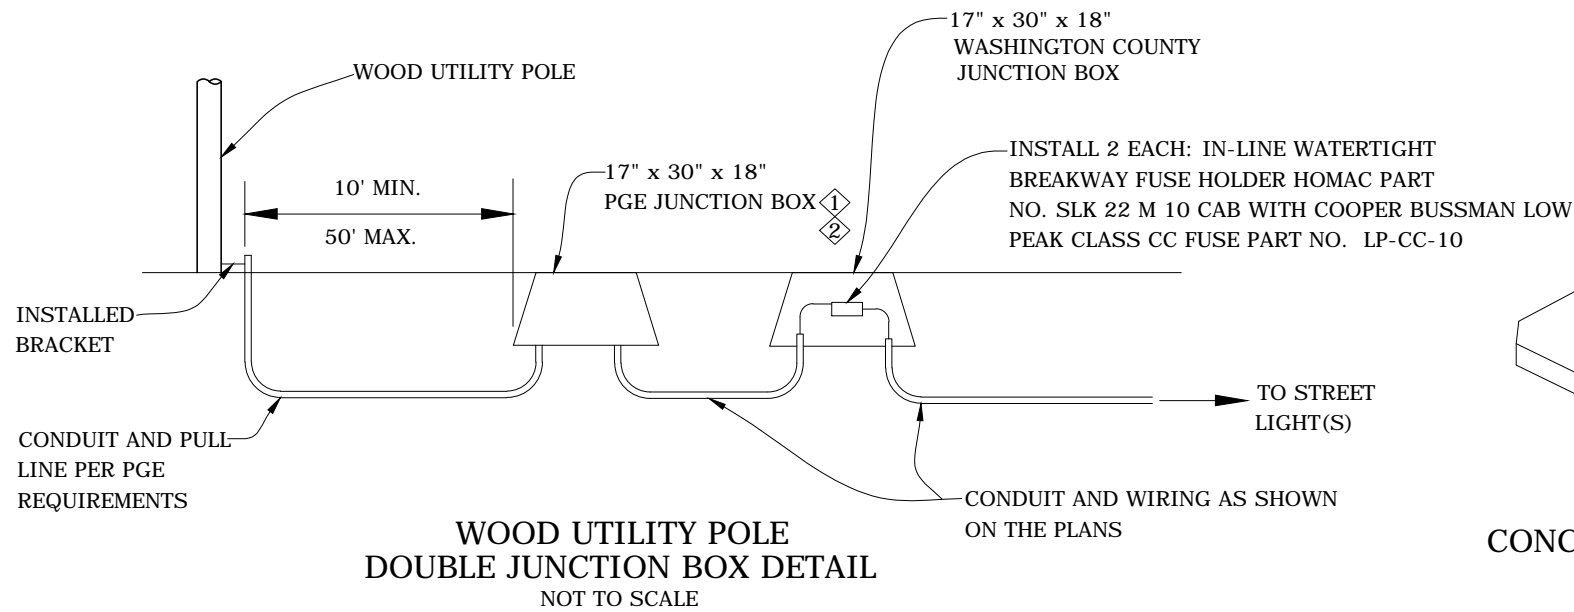 17" x 30" x 18"
WASHINGTON COUNTY
JUNCTION BOX
WOOD UTILITY POLE
INSTALL 2 EACH: IN-LINE WATERTIGHT
BREAKWAY FUSE HOLDER HOMAC PART
NO. SLK 22 M 10 CAB WITH COOPER BUSSMAN LOW
PEAK CLASS CC FUSE PART NO. LP-CC-10
17" x 30" x 18"
PGE JUNCTION BOX
1
2
10' MIN.
50' MAX.
INSTALLED
BRACKET
TO STREET
LIGHT(S)
CONDUIT AND PULL
LINE PER PGE
REQUIREMENTS
CONDUIT AND WIRING AS SHOWN
ON THE PLANS
WOOD UTILITY POLE
DOUBLE JUNCTION BOX DETAIL
NOT TO SCALE